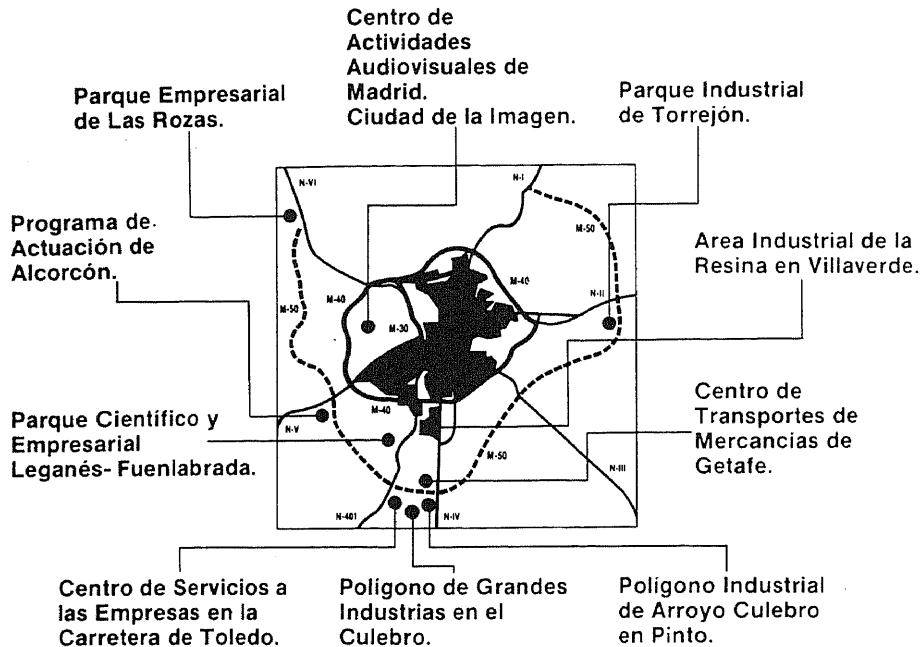 Centro de
Actividades
Audiovisuales de
Madrid.
Ciudad de la Imagen.
Parque Empresarial
de Las Rozas.
Parque Industrial
de Torrejón.
Programa de
Actuación de
Alcorcón.
Area Industrial de la
Resina en Villaverde.
Parque Científico y
Empresarial
Leganés- Fuenlabrada.
Centro de
Transportes de
Mercancias de
Getafe.
Centro de Servicios a
las Empresas en la
Carretera de Toledo.
Polígono de Grandes
Industrias en el
Culebro.
Polígono Industrial
de Arroyo Culebro
en Pinto.
N-VI
N-I
M-50
M-40
N-II
M-50
M-40
M-30
M-40
N-V
M-50
N-III
N-401
N-IV